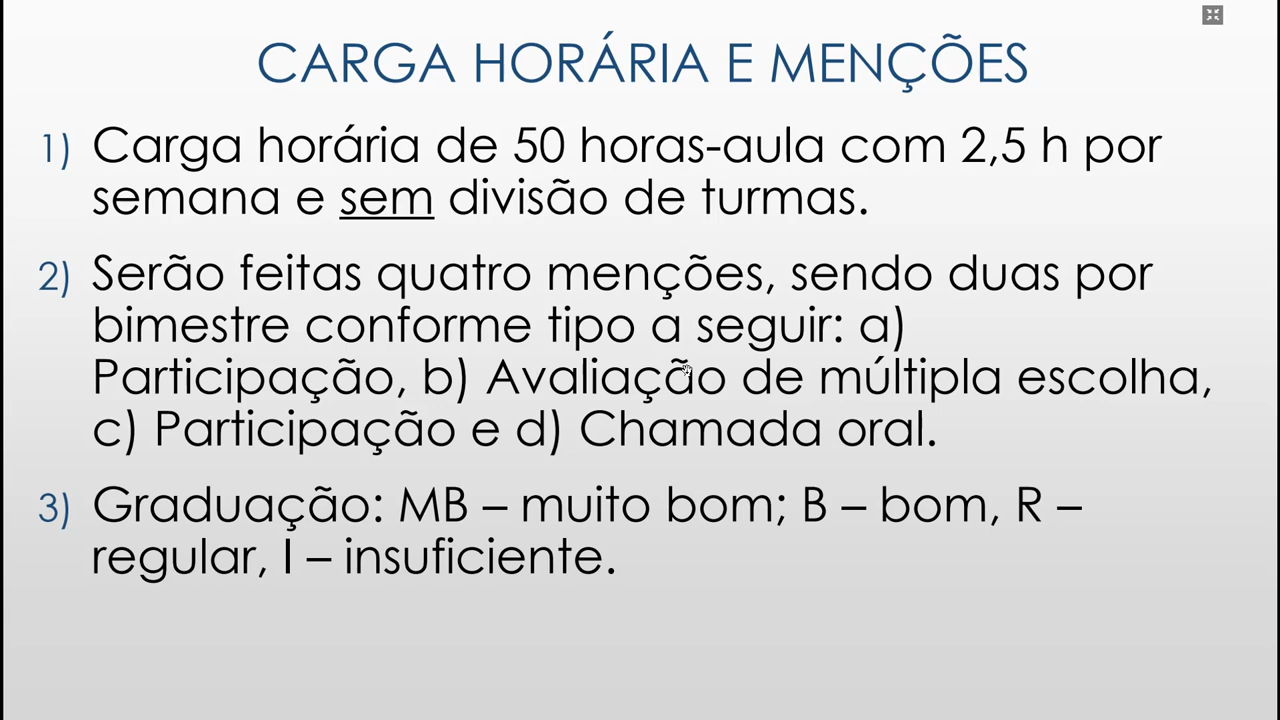 CARGA HORÁRIA E MENÇÕES
1) Carga horária de 50 horas-aula com 2,5 h por
semana e sem divisão de turmas.
2) Serão feitas quatro menções, sendo duas por
bimestre conforme tipo a seguir: a)
Participação, b) Avaliação de múltipla escolha,
c) Participação e d) Chamada oral.
3) Graduação: MB – muito bom; B – bom, R –
regular, I – insuficiente.